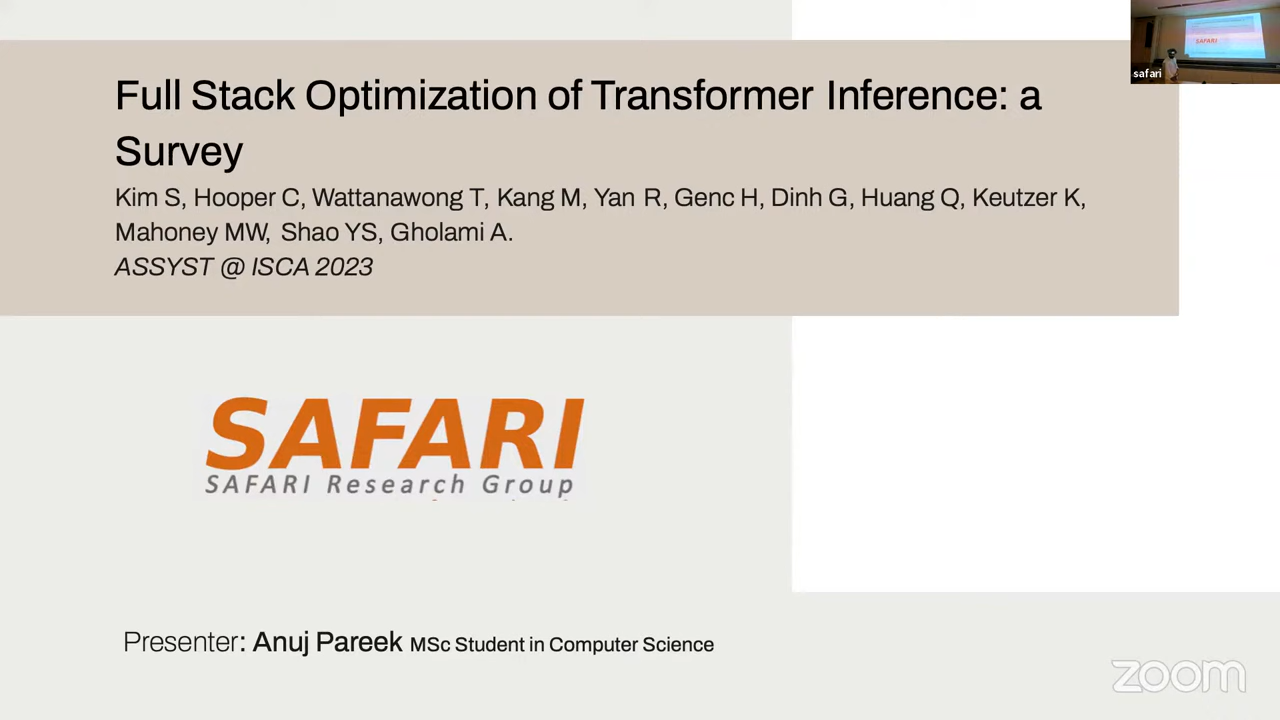 Full Stack Optimization of Transformer Inference: a
Survey
Kim S, Hooper C, Wattanawong T, Kang M, Yan R, Genc H, Dinh G, Huang Q, Keutzer K,
Mahoney MW, Shao YS, Gholami A.
ASSYST @ ISCA 2023
safari
SAFARI
SAFARI
SAFARI Research Group
Presenter: Anuj Pareek MSc Student in Computer Science
zoom